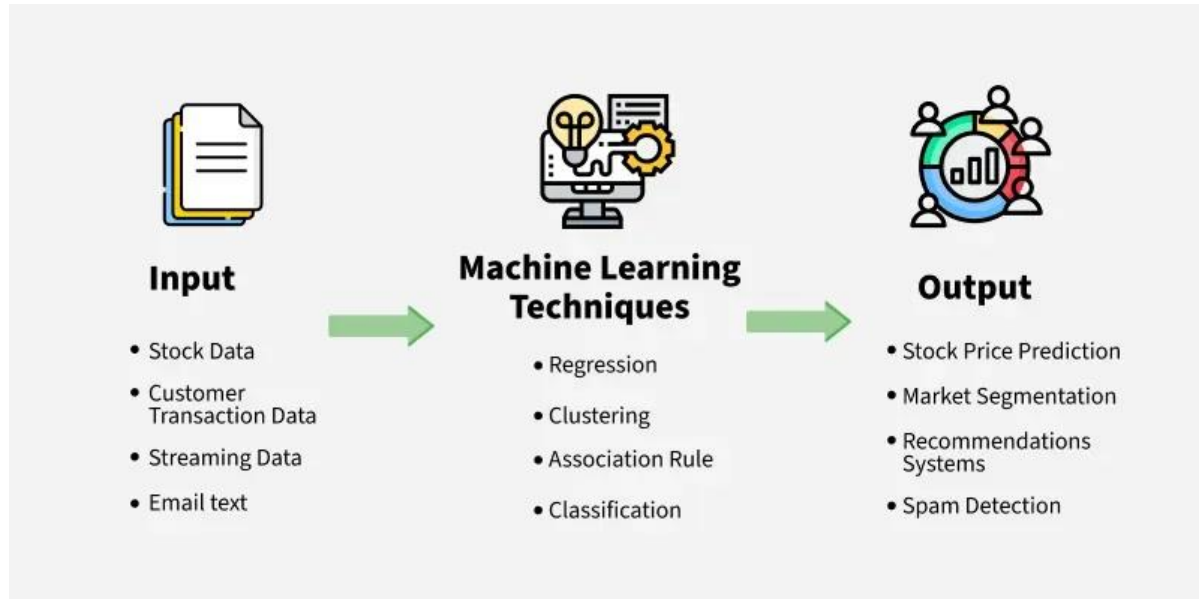 Input
• Stock Data
• Customer
Transaction Data
• Streaming Data
• Email text
Machine Learning
Techniques
• Regression
• Clustering
• Association Rule
• Classification
Output
• Stock Price Prediction
• Market Segmentation
• Recommendations
Systems
• Spam Detection